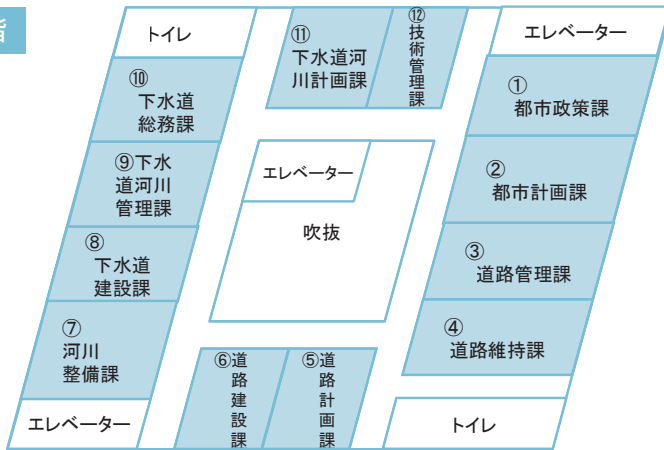 階
トイレ
⑪
下水道河
川計画課
⑫技術管理課
エレベーター
⑩
下水道
総務課
①
都市政策課
⑨下水
道河川
管理課
エレベーター
吹抜
②
都市計画課
⑧
下水道
建設課
③
道路管理課
⑦
河川
整備課
④
道路維持課
⑥道路建設課
⑤道路計画課
エレベーター
トイレ